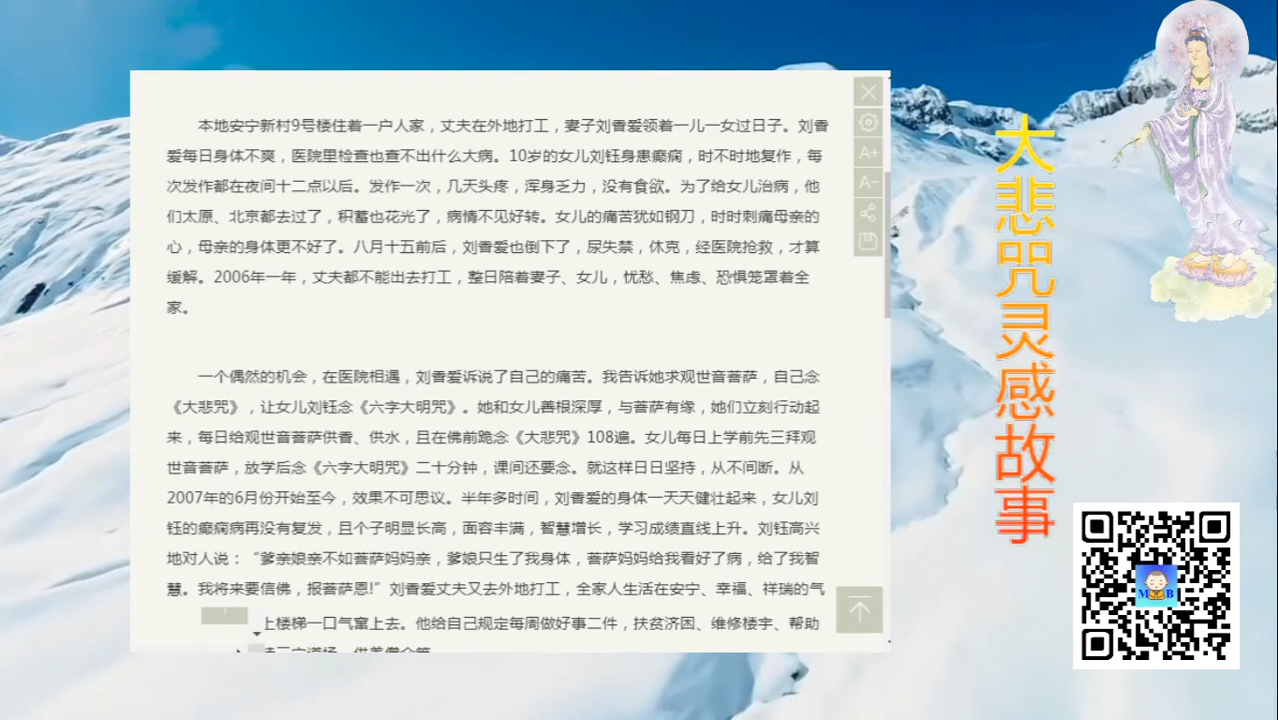 本地安宁新村9号楼住着一户人家，丈夫在外地打工，妻子刘香爱领着一儿一女过日子。刘香
爱每日身体不爽，医院里检查也查不出什么大病。10岁的女儿刘钰身患癫痫，时不时地复作，每
次发作都在夜间十二点以后。发作一次，几天头疼，浑身乏力，没有食欲。为了给女儿治病，他
们太原、北京都去过了，积蓄也花光了，病情不见好转。女儿的痛苦犹如钢刀，时时刺痛母亲的
心，母亲的身体更不好了。八月十五前后，刘香爱也倒下了，尿失禁，休克，经医院抢救，才算
缓解。2006年一年，丈夫都不能出去打工，整日陪着妻子、女儿，忧愁、焦虑、恐惧笼罩着全
家。
一个偶然的机会，在医院相遇，刘香爱诉说了自己的痛苦。我告诉她求观世音菩萨，自己念
《大悲咒》，让女儿刘钰念《六字大明咒》。她和女儿善根深厚，与菩萨有缘，她们立刻行动起
来，每日给观世音菩萨供香、供水，且在佛前跪念《大悲咒》108遍。女儿每日上学前先三拜观
世音菩萨，放学后念《六字大明咒》二十分钟，课间还要念。就这样日日坚持，从不间断。从
2007年的6月份开始至今，效果不可思议。半年多时间，刘香爱的身体一天天健壮起来，女儿刘
钰的癫痫病再没有复发，且个子明显长高，面容丰满，智慧增长，学习成绩直线上升。刘钰高兴
地对人说：“爹亲娘亲不如菩萨妈妈亲，爹娘只生了我身体，菩萨妈妈给我看好了病，给了我智
慧。我将来要信佛，报菩萨恩!”刘香爱丈夫又去外地打工，全家人生活在安宁、幸福、祥瑞的气
上楼梯一口气窜上去。他给自己规定每周做好事二件，扶贫济困、维修楼宇、帮助
A+
A-
大悲咒灵感故事
M B